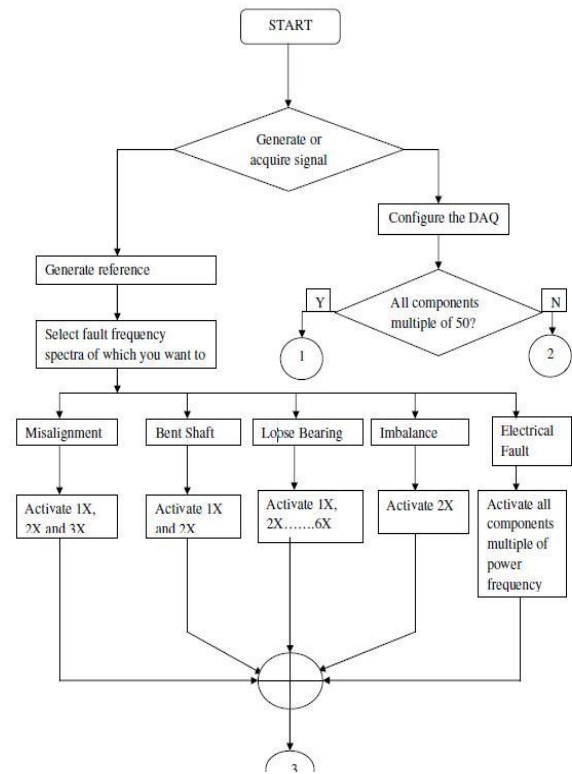 START
Generate or
acquire signal
Configure the DAQ
Generate reference
All components
multiple of 50?
Y
N
1
2
Select fault frequency
spectra of which you want to
Misalignment
Bent Shaft
Loose Bearing
Imbalance
Electrical
Fault
Activate 1X,
2X and 3X
Activate 1X
and 2X
Activate 1X,
2X.......6X
Activate 2X
Activate all
components
multiple of
power
frequency
3